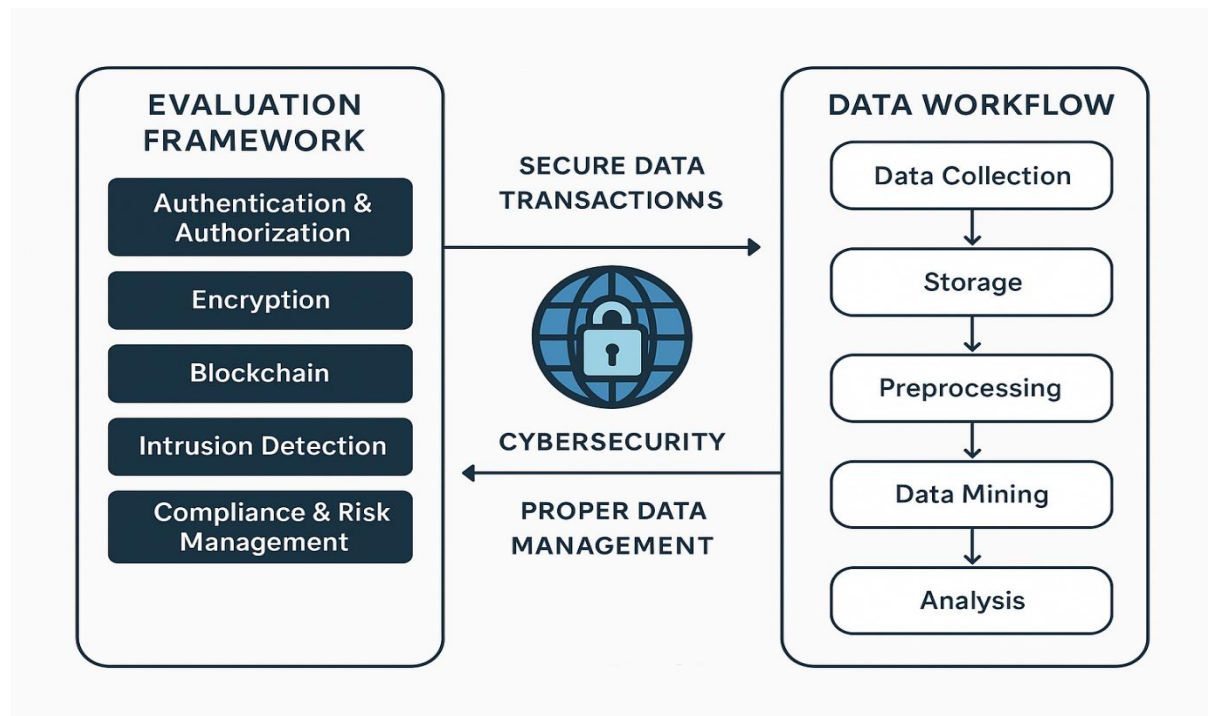 EVALUATION
FRAMEWORK
Authentication &
Authorization
Encryption
Blockchain
Intrusion Detection
Compliance & Risk
Management
SECURE DATA
TRANSACTIONS
CYBERSECURITY
PROPER DATA
MANAGEMENT
DATA WORKFLOW
Data Collection
Storage
Preprocessing
Data Mining
Analysis